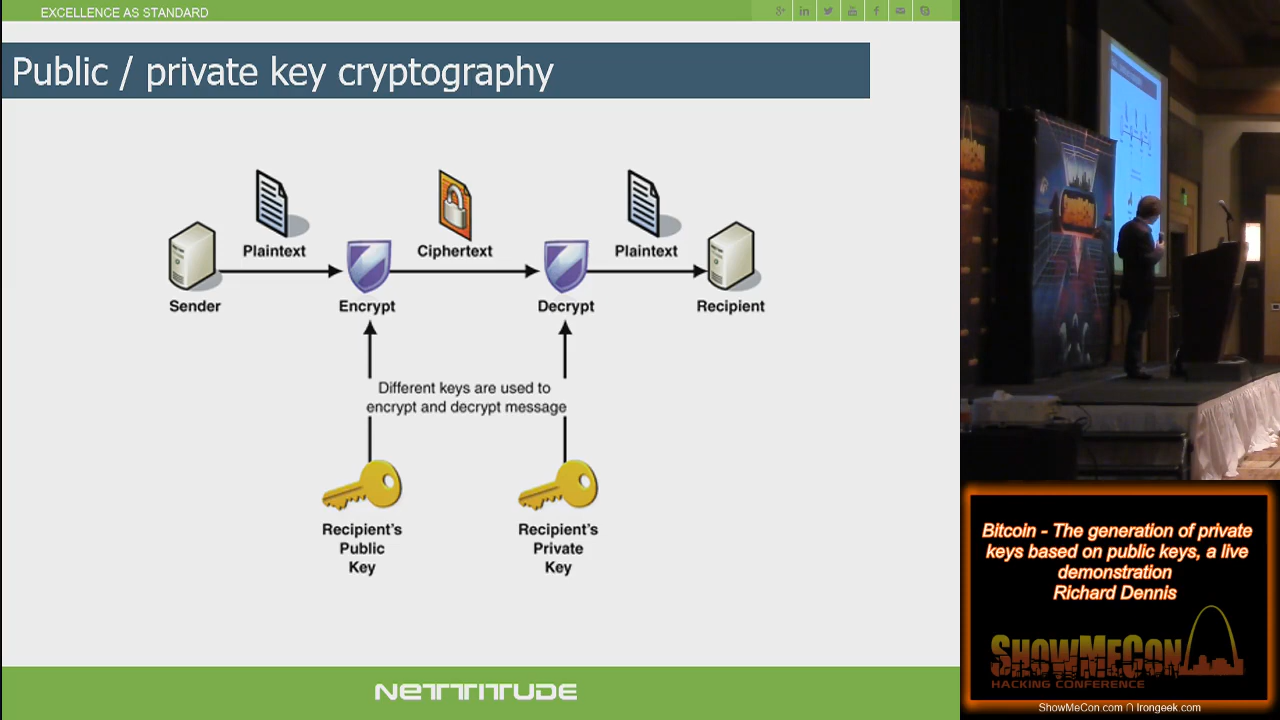 EXCELLENCE AS STANDARD
Public / private key cryptography
Plaintext
Ciphertext
Plaintext
Sender
Encrypt
Decrypt
Recipient
Different keys are used to
encrypt and decrypt message
Recipient's
Public
Key
Recipient's
Private
Key
NETTITUDE
Bitcoin - The generation of private
keys based on public keys, a live
demonstration
Richard Dennis
SHOWMECON
HACKING CONFERENCE
ShowMeCon.com ∩ Irongeek.com